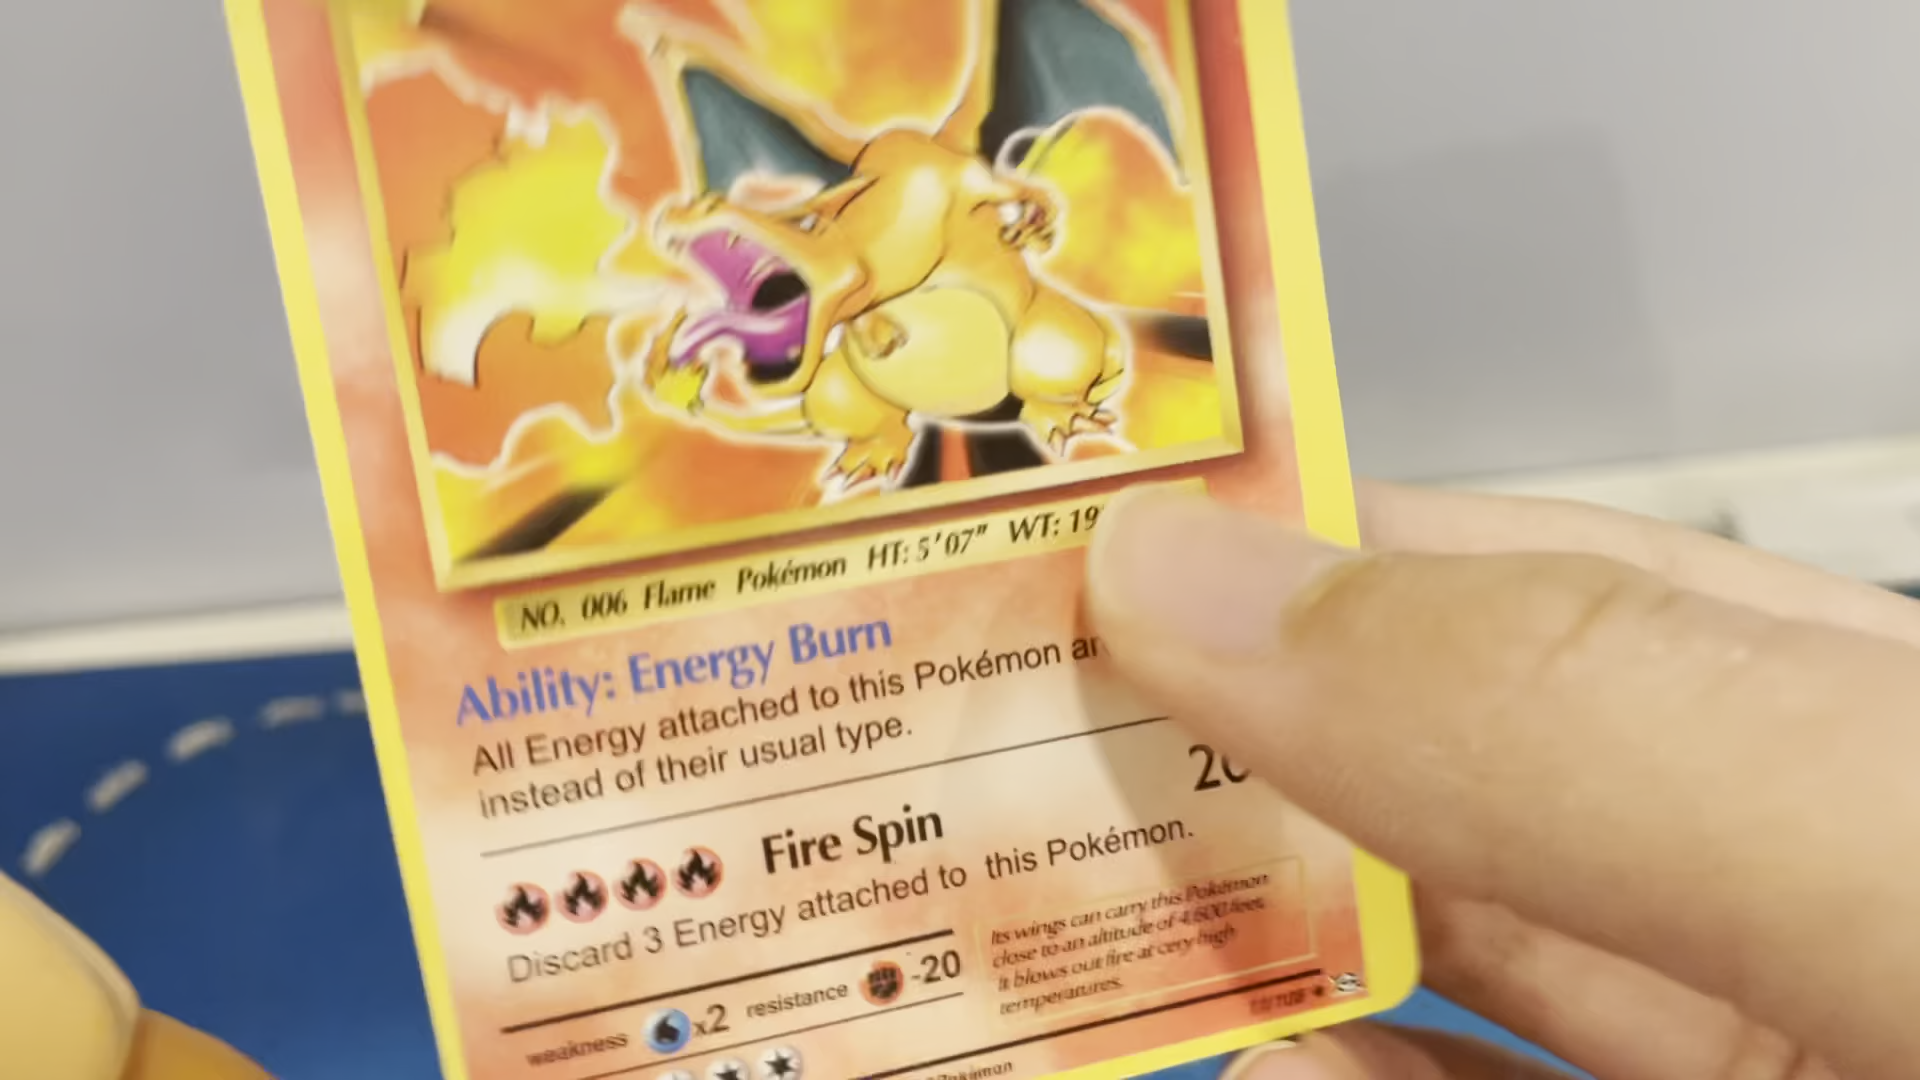 NO. 006 Flame Pokémon HT: 5'07" WT: 19
Ability: Energy Burn
All Energy attached to this Pokémon ar
instead of their usual type.
Fire Spin 20
Discard 3 Energy attached to this Pokémon.
weakness x2 resistance -20
Its wings can carry this Pokémon
close to an altitude of 4,600 feet.
It blows out fire at very high
temperatures.
Pokémon